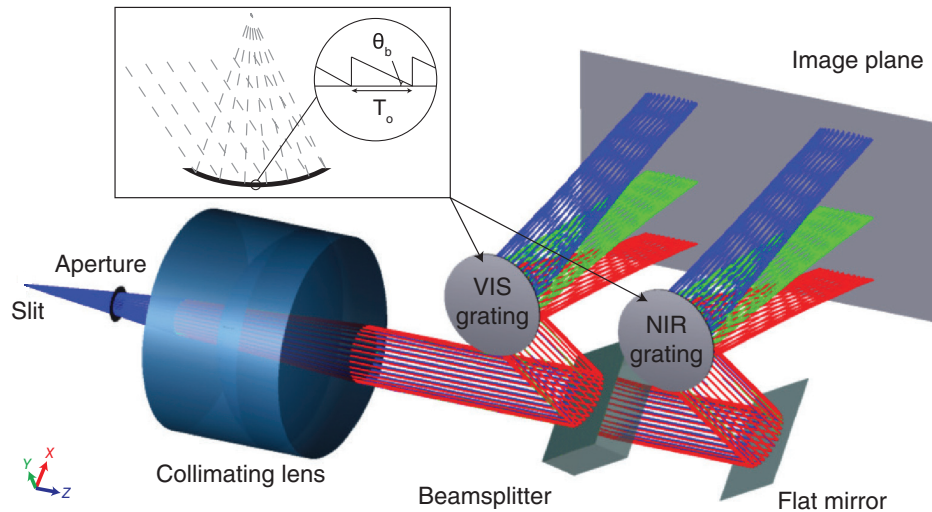 θb
To
Image plane
Aperture
Slit
VIS
grating
NIR
grating
X
Y
Z
Collimating lens
Beamsplitter
Flat mirror